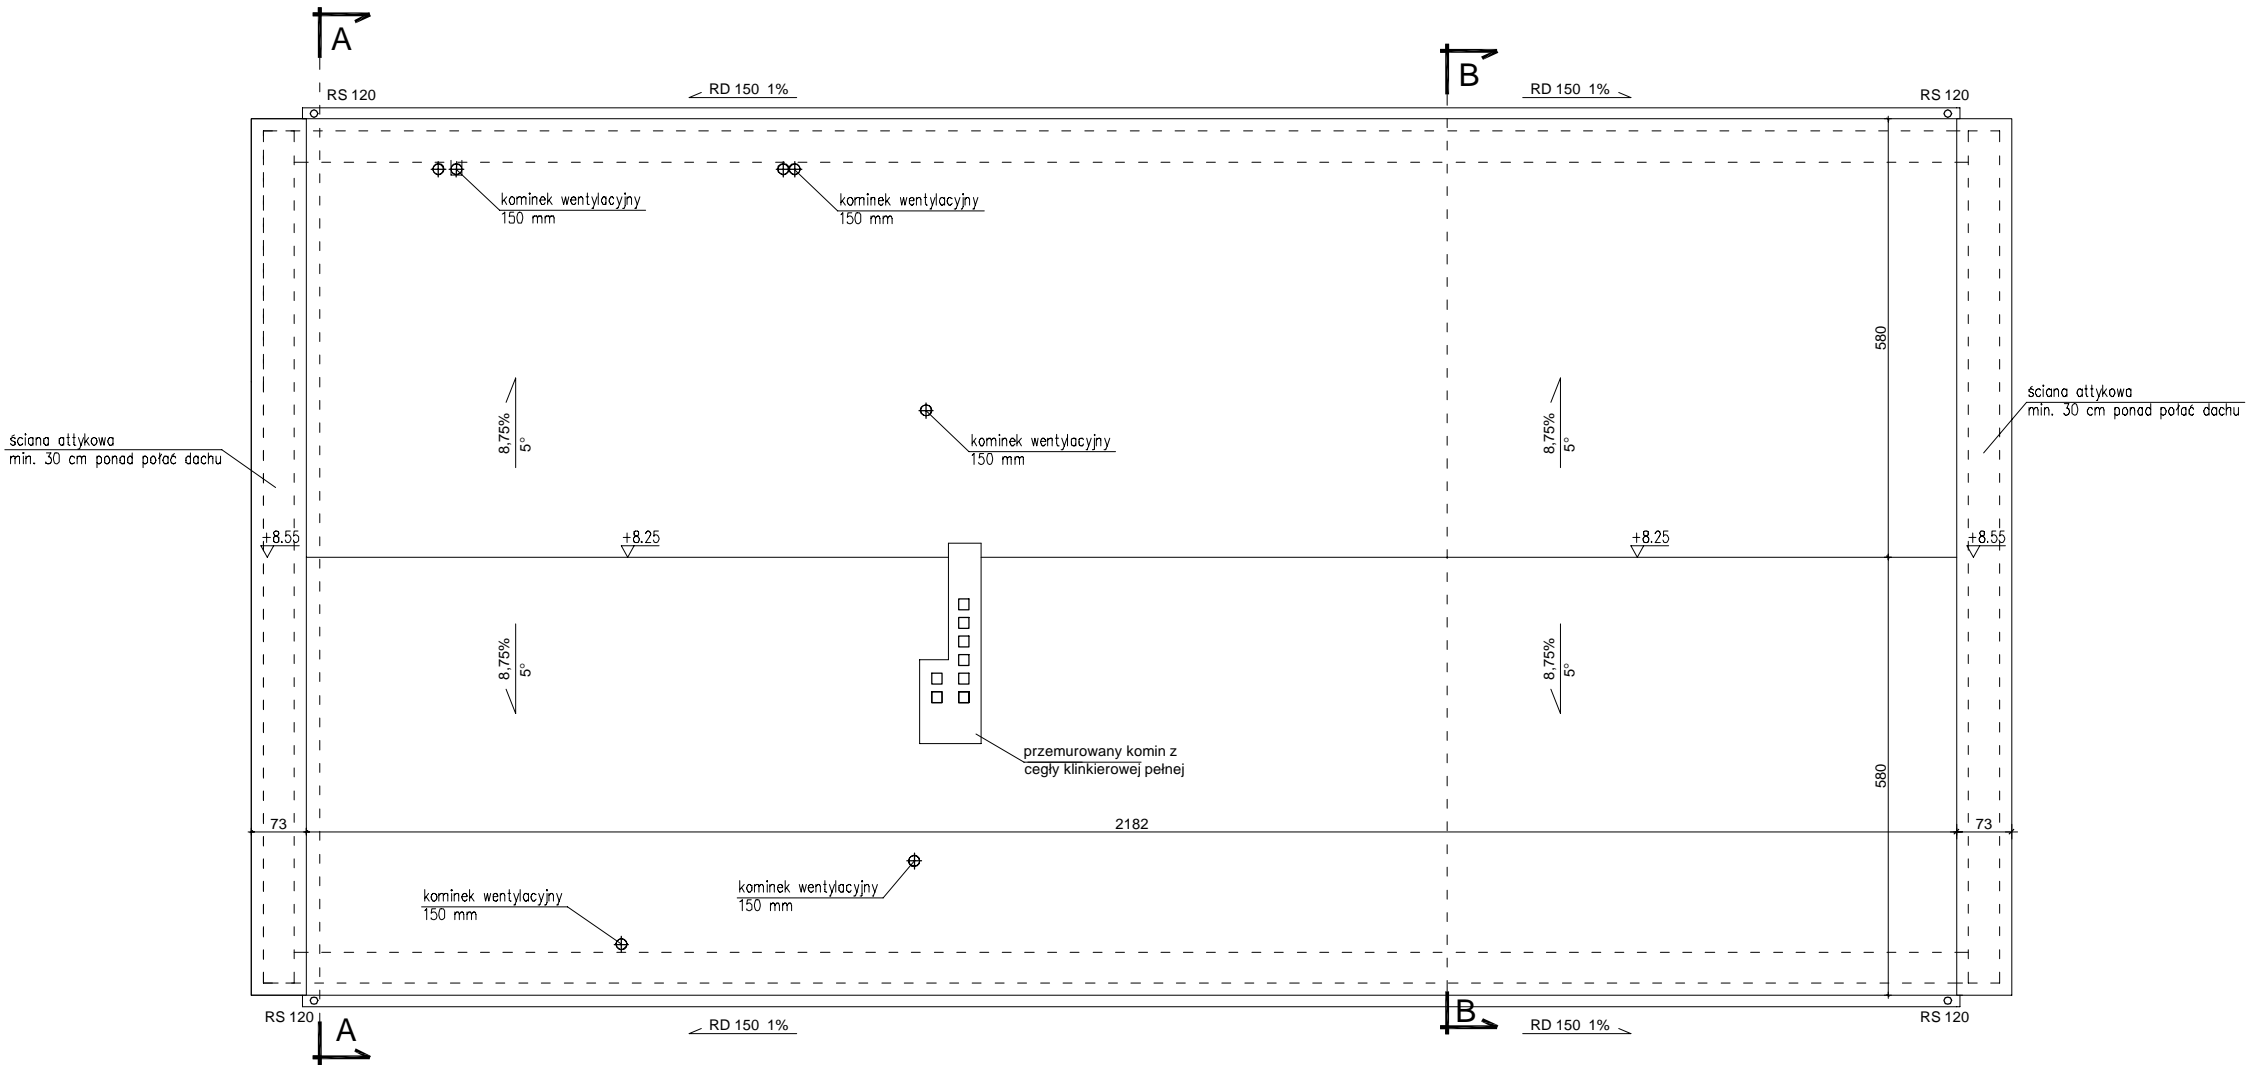 A
B
RS 120
RD 150 1%
RD 150 1%
RS 120
kominek wentylacyjny
150 mm
kominek wentylacyjny
150 mm
580
ściana attykowa
min. 30 cm ponad połać dachu
8,75%
5°
8,75%
5°
ściana attykowa
min. 30 cm ponad połać dachu
kominek wentylacyjny
150 mm
+8.55
+8.25
+8.25
+8.55
8,75%
5°
8,75%
5°
przemurowany komin z
cegły klinkierowej pełnej
580
73
2182
73
kominek wentylacyjny
150 mm
kominek wentylacyjny
150 mm
RS 120
A
RD 150 1%
B
RD 150 1%
RS 120